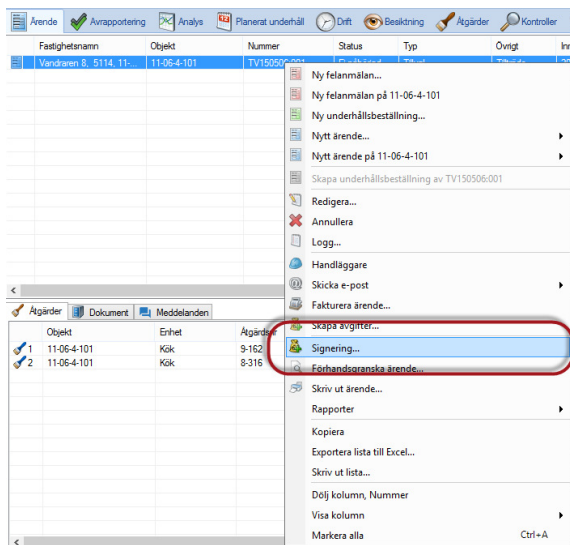 Ärende Avrapportering Analys Planerat underhåll Drift Besiktning Åtgärder Kontroller
Fastighetsnamn Objekt Nummer Status Typ Övrigt
Vandraren 8, 5114, 11-... 11-06-4-101 TV150506:001
Ny felanmälan...
Ny felanmälan på 11-06-4-101
Ny underhållsbeställning...
Nytt ärende...
Nytt ärende på 11-06-4-101
Skapa underhållsbeställning av TV150506:001
Redigera...
Annullera
Logg...
Handläggare
Skicka e-post
Fakturera ärende...
Skapa avgifter...
Signering...
Förhandsgranska ärende...
Skriv ut ärende...
Rapporter
Kopiera
Exportera lista till Excel...
Skriv ut lista...
Dölj kolumn, Nummer
Visa kolumn
Markera alla Ctrl+A
Åtgärder Dokument Meddelanden
Objekt Enhet
1 11-06-4-101 Kök 9-162
2 11-06-4-101 Kök 8-316